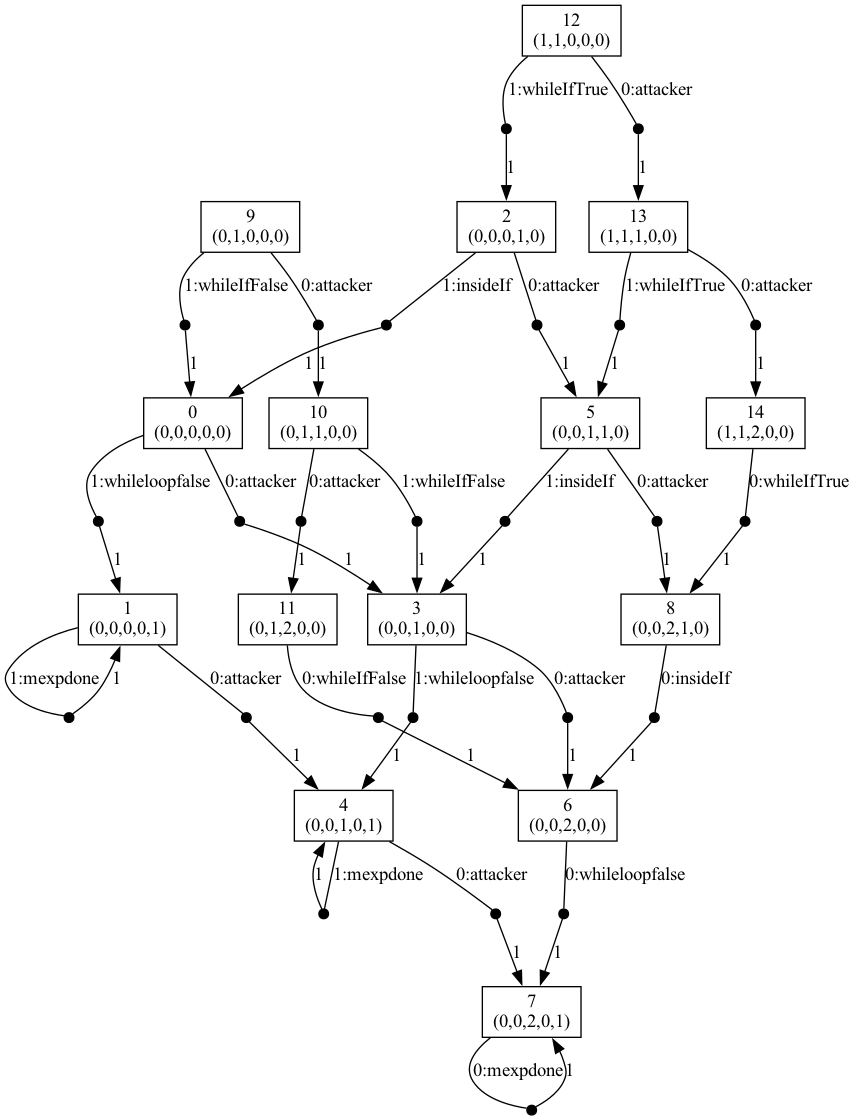 12
(1,1,0,0,0)
1:whileIfTrue
0:attacker
1
1
9
(0,1,0,0,0)
2
(0,0,0,1,0)
13
(1,1,1,0,0)
1:whileIfFalse
0:attacker
1:insideIf
0:attacker
1:whileIfTrue
0:attacker
1
1
1
1
1
1
0
(0,0,0,0,0)
10
(0,1,1,0,0)
5
(0,0,1,1,0)
14
(1,1,2,0,0)
1:whileloopfalse
0:attacker
0:attacker
1:whileIfFalse
1:insideIf
0:attacker
0:whileIfTrue
1
1
1
1
1
1
1
1
(0,0,0,0,1)
11
(0,1,2,0,0)
3
(0,0,1,0,0)
8
(0,0,2,1,0)
1:mexpdone
1
0:attacker
0:whileIfFalse
1:whileloopfalse
0:attacker
0:insideIf
1
1
1
1
1
4
(0,0,1,0,1)
6
(0,0,2,0,0)
1
1:mexpdone
0:attacker
0:whileloopfalse
1
1
7
(0,0,2,0,1)
0:mexpdone
1